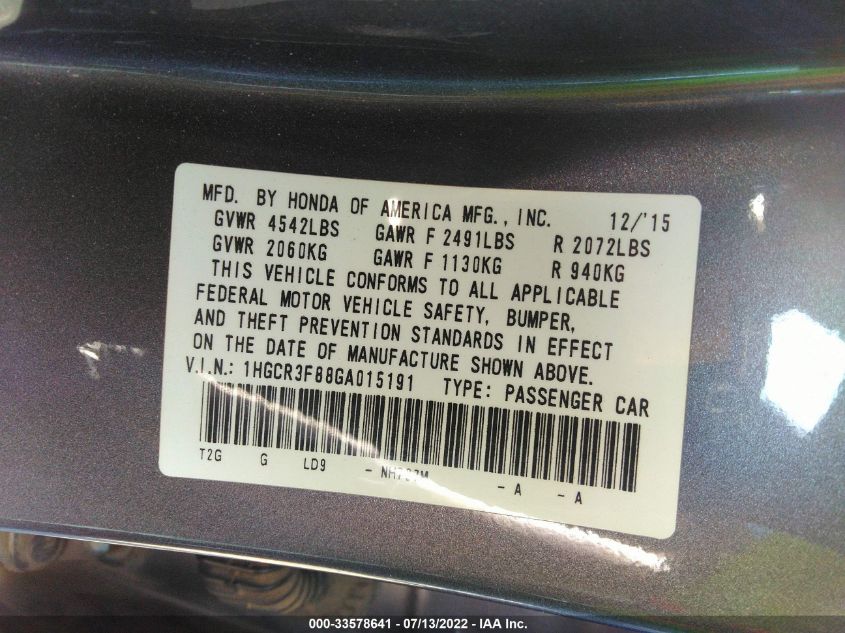 MFD. BY HONDA OF AMERICA MFG., INC. 12/'15
GVWR 4542LBS GAWR F 2491LBS R 2072LBS
GVWR 2060KG GAWR F 1130KG R 940KG
THIS VEHICLE CONFORMS TO ALL APPLICABLE
FEDERAL MOTOR VEHICLE SAFETY, BUMPER,
AND THEFT PREVENTION STANDARDS IN EFFECT
ON THE DATE OF MANUFACTURE SHOWN ABOVE.
V.I.N.: 1HGCR3F88GA015191 TYPE: PASSENGER CAR
T2G G LD9 - NH797M - A - A
000-33578641 / 07/13/2022 - IAA Inc.